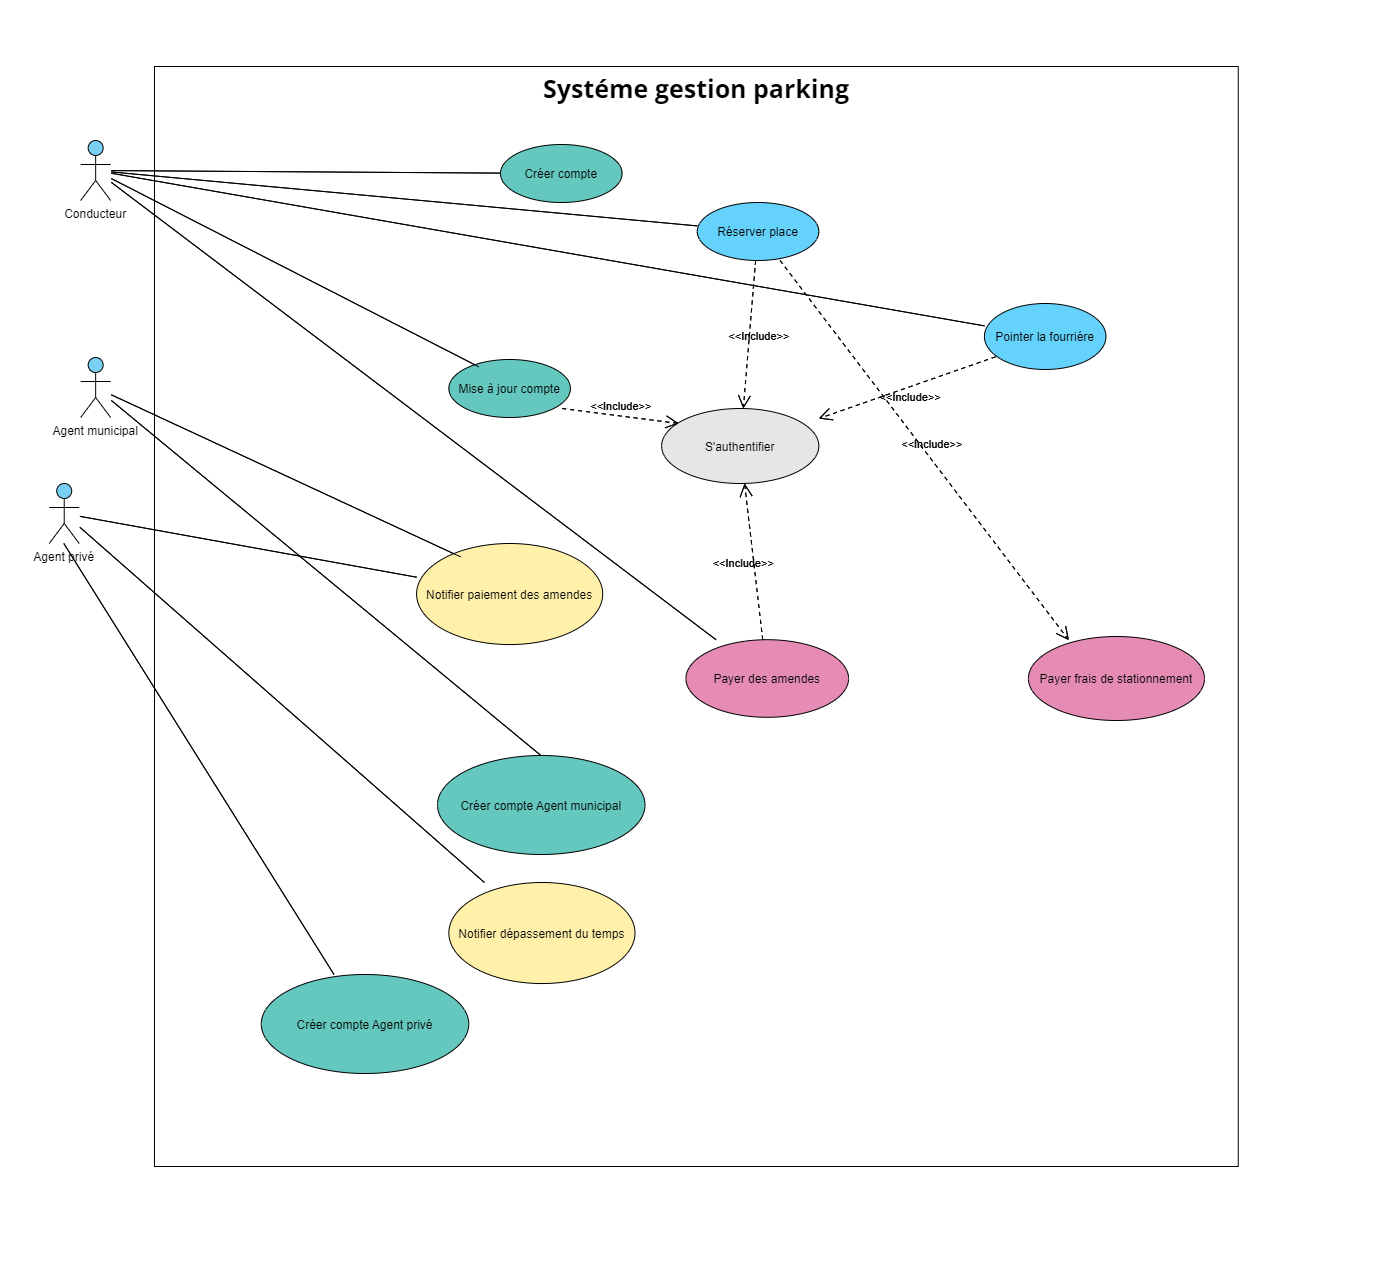 Systéme gestion parking
Créer compte
Conducteur
Réserver place
<<Include>>
Pointer la fourriére
Mise à jour compte
<<Include>>
<<Include>>
Agent municipal
S'authentifier
<<Include>>
Agent privé
<<Include>>
Notifier paiement des amendes
Payer des amendes
Payer frais de stationnement
Créer compte Agent municipal
Notifier dépassement du temps
Créer compte Agent privé